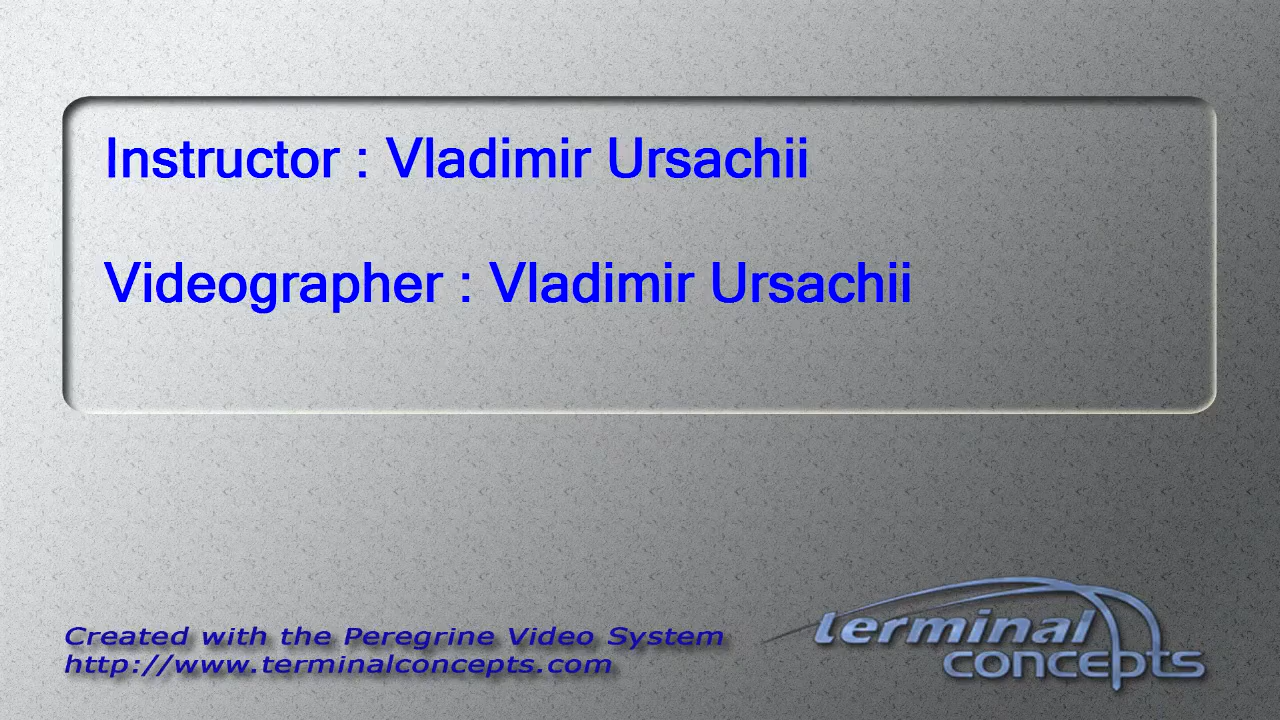 Instructor : Vladimir Ursachii
Videographer : Vladimir Ursachii
Created with the Peregrine Video System
http://www.terminalconcepts.com
terminal
concepts